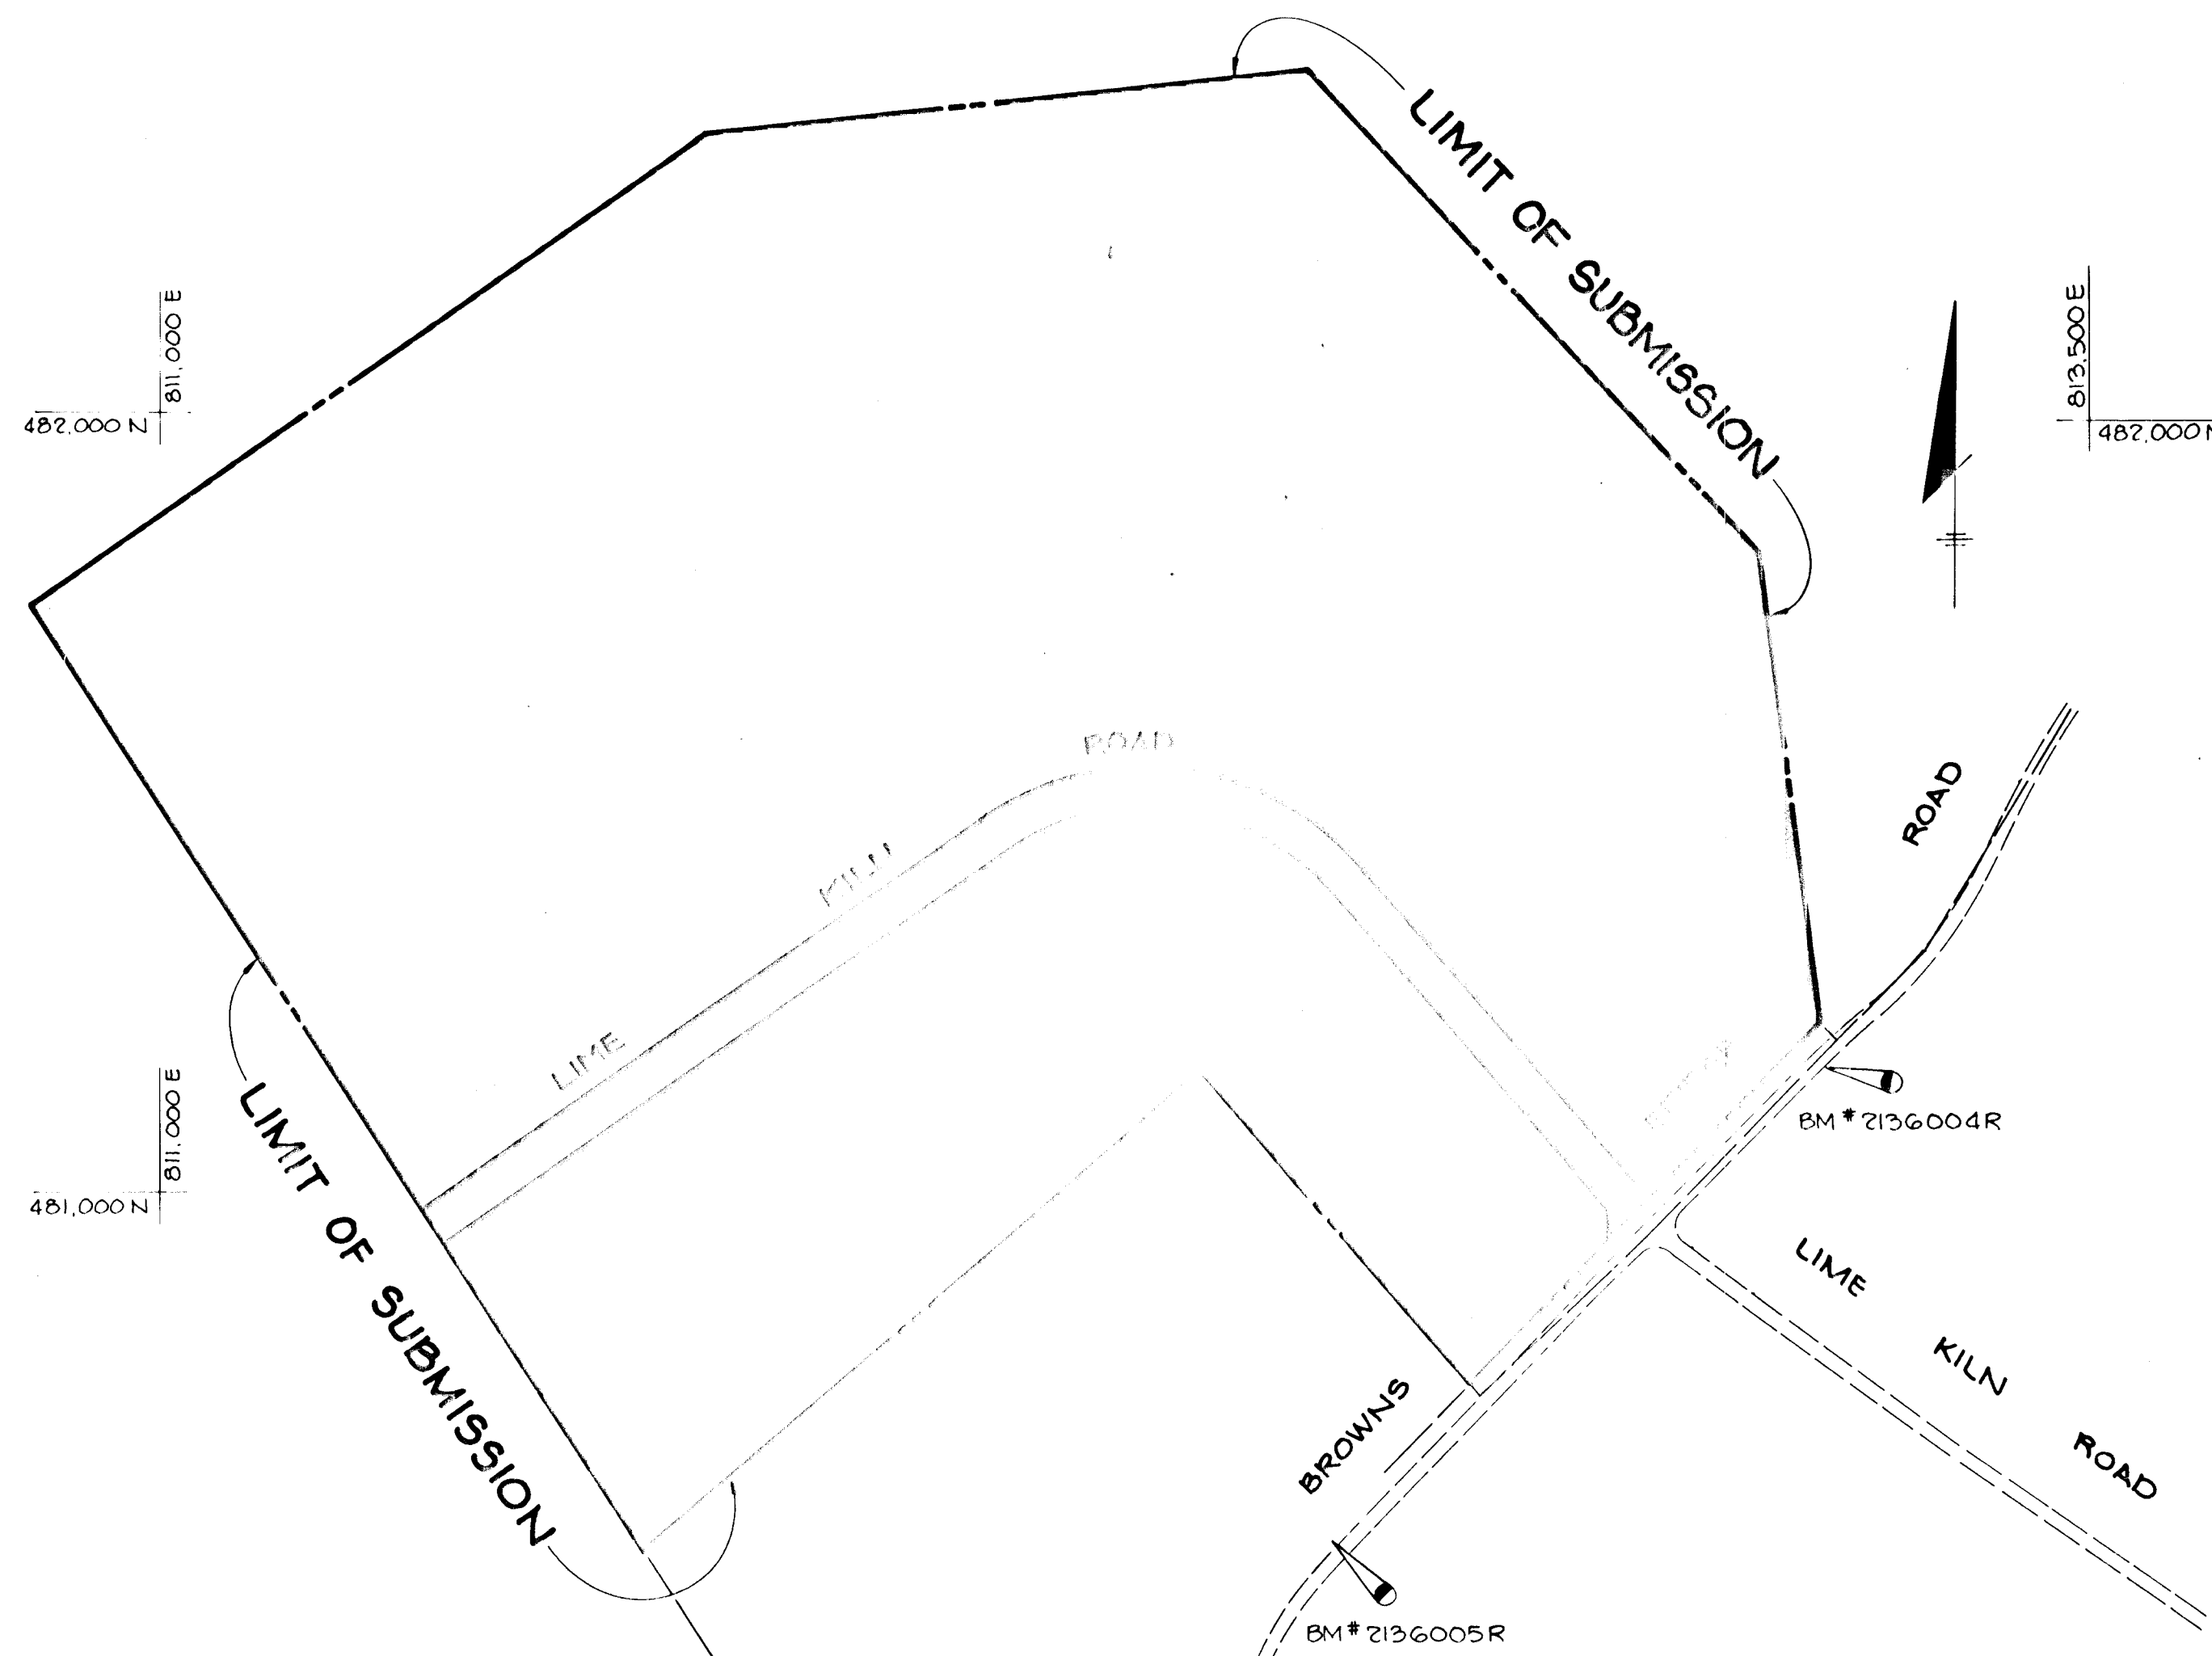 LIMIT OF SUBMISSION
811,000 E
482,000 N
813,500 E
482,000 N
ROAD
ROAD
KILN
LIME
811,000 E
481,000 N
LIMIT OF SUBMISSION
BM # 2136004R
LIME
KILN
ROAD
BROWNS
BM # 2136005R